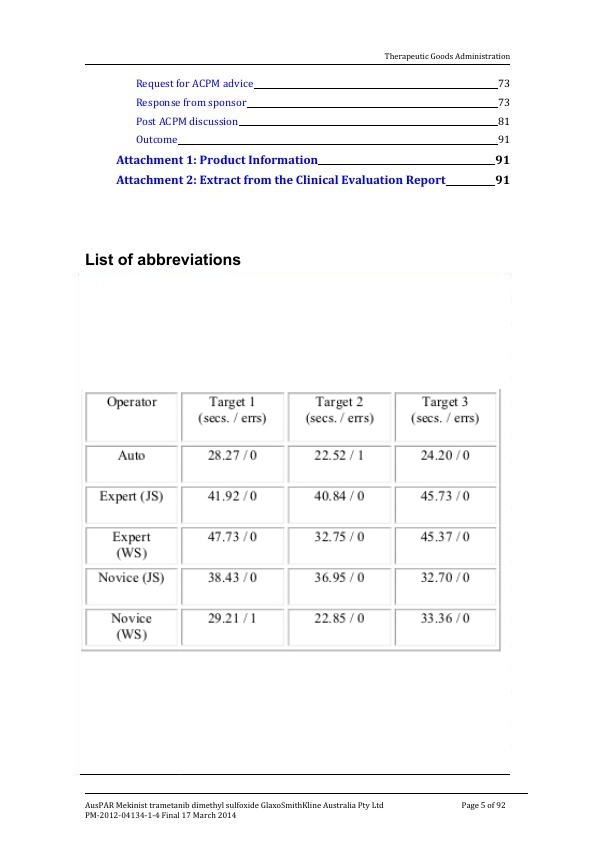 Therapeutic Goods Administration
Request for ACPM advice 73
Response from sponsor 73
Post ACPM discussion 81
Outcome 91
Attachment 1: Product Information 91
Attachment 2: Extract from the Clinical Evaluation Report 91
List of abbreviations
Operator Target 1 Target 2 Target 3
(secs. / errs) (secs. / errs) (secs. / errs)
Auto 28.27 / 0 22.52 / 1 24.20 / 0
Expert (JS) 41.92 / 0 40.84 / 0 45.73 / 0
Expert 47.73 / 0 32.75 / 0 45.37 / 0
(WS)
Novice (JS) 38.43 / 0 36.95 / 0 32.70 / 0
Novice 29.21 / 1 22.85 / 0 33.36 / 0
(WS)
AusPAR Mekinist trametanib dimethyl sulfoxide GlaxoSmithKline Australia Pty Ltd Page 5 of 92
PM-2012-04134-1-4 Final 17 March 2014